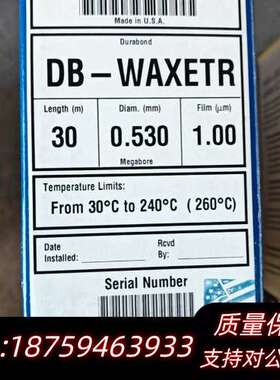 Made in U.S.A.
Durabond
DB-WAXETR
Length (m) Diam. (mm) Film (μm)
30 0.530 1.00
Megabore
Temperature Limits:
From 30°C to 240°C ( 260°C)
Date Rcvd
Installed: By:
Serial Number
质量保
:18759463933 支持对公